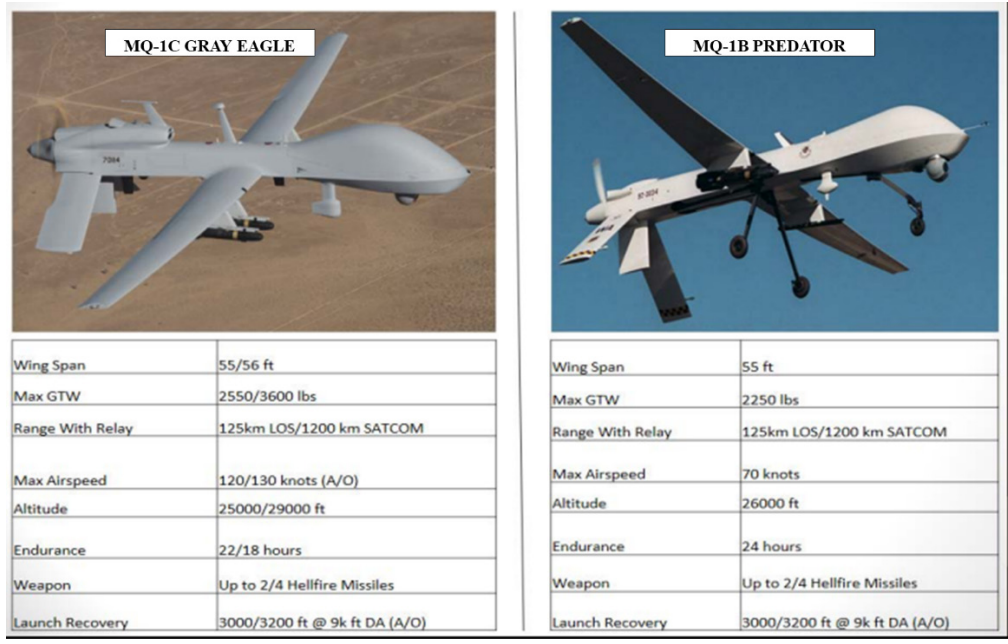 MQ-1C GRAY EAGLE
7084
Wing Span 55/56 ft
Max GTW 2550/3600 lbs
Range With Relay 125km LOS/1200 km SATCOM
Max Airspeed 120/130 knots (A/O)
Altitude 25000/29000 ft
Endurance 22/18 hours
Weapon Up to 2/4 Hellfire Missiles
Launch Recovery 3000/3200 ft @ 9k ft DA (A/O)
MQ-1B PREDATOR
Wing Span 55 ft
Max GTW 2250 lbs
Range With Relay 125km LOS/1200 km SATCOM
Max Airspeed 70 knots
Altitude 26000 ft
Endurance 24 hours
Weapon Up to 2/4 Hellfire Missiles
Launch Recovery 3000/3200 ft @ 9k ft DA (A/O)